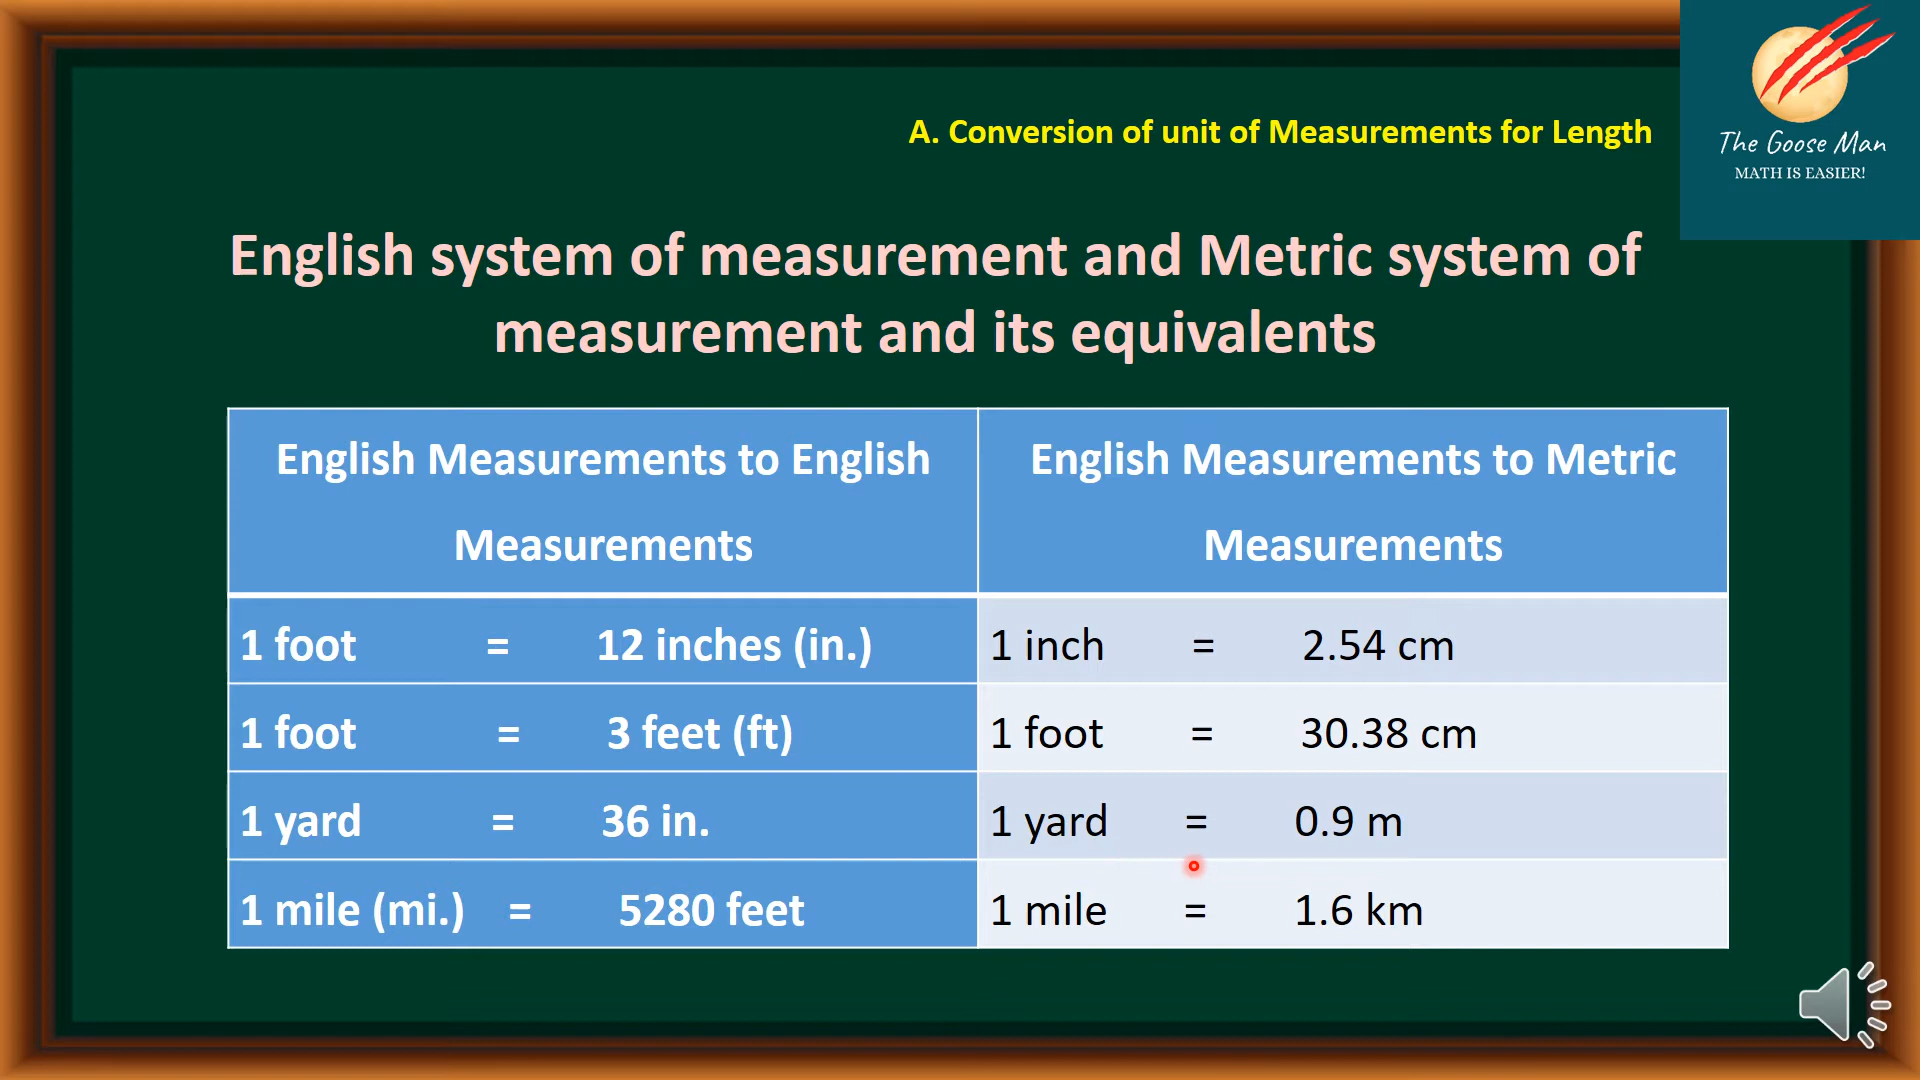 A. Conversion of unit of Measurements for Length
The Goose Man
MATH IS EASIER!
English system of measurement and Metric system of
measurement and its equivalents
English Measurements to English
Measurements
English Measurements to Metric
Measurements
1 foot = 12 inches (in.)
1 inch = 2.54 cm
1 foot = 3 feet (ft)
1 foot = 30.38 cm
1 yard = 36 in.
1 yard = 0.9 m
1 mile (mi.) = 5280 feet
1 mile = 1.6 km